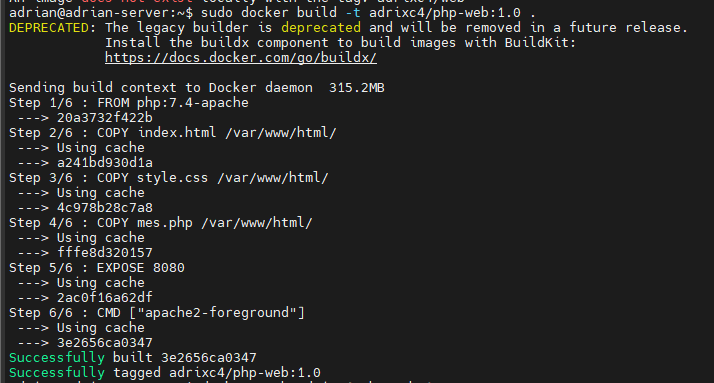 adrian@adrian-server:~$ sudo docker build -t adrixc4/php-web:1.0 .
DEPRECATED: The legacy builder is deprecated and will be removed in a future release.
            Install the buildx component to build images with BuildKit:
            https://docs.docker.com/go/buildx/

Sending build context to Docker daemon  315.2MB
Step 1/6 : FROM php:7.4-apache
 ---> 20a3732f422b
Step 2/6 : COPY index.html /var/www/html/
 ---> Using cache
 ---> a241bd930d1a
Step 3/6 : COPY style.css /var/www/html/
 ---> Using cache
 ---> 4c978b28c7a8
Step 4/6 : COPY mes.php /var/www/html/
 ---> Using cache
 ---> fffe8d320157
Step 5/6 : EXPOSE 8080
 ---> Using cache
 ---> 2ac0f16a62df
Step 6/6 : CMD ["apache2-foreground"]
 ---> Using cache
 ---> 3e2656ca0347
Successfully built 3e2656ca0347
Successfully tagged adrixc4/php-web:1.0